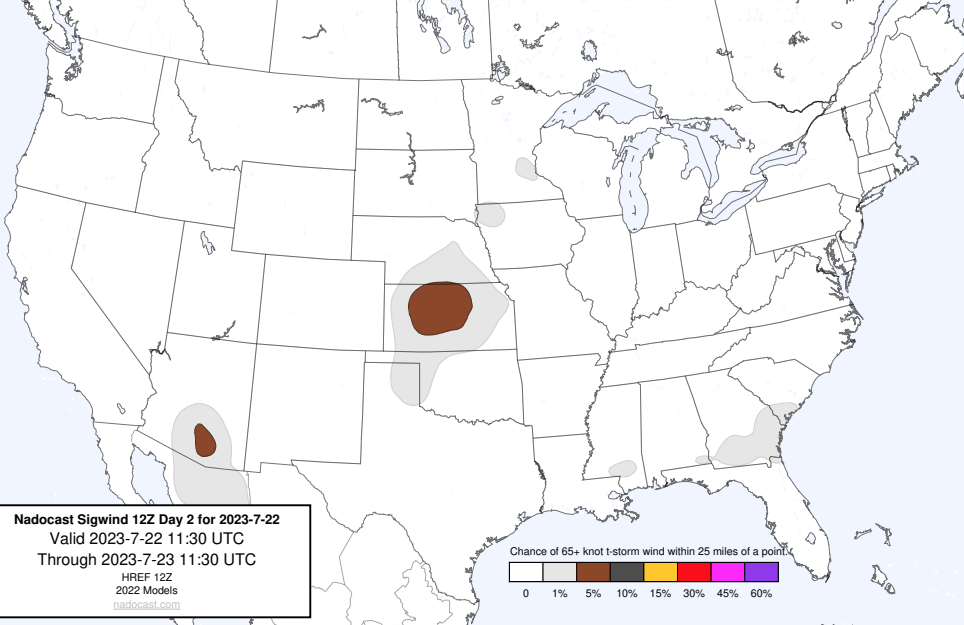 Nadocast Sigwind 12Z Day 2 for 2023-7-22
Valid 2023-7-22 11:30 UTC
Through 2023-7-23 11:30 UTC
HREF 12Z
2022 Models
nadocast.com
Chance of 65+ knot t-storm wind within 25 miles of a point.
0 1% 5% 10% 15% 30% 45% 60%